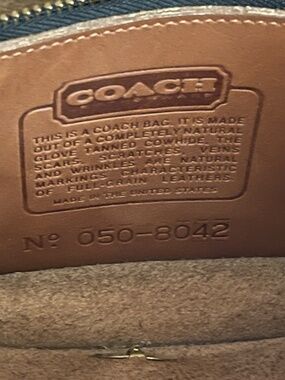 COACH
THIS IS A COACH BAG. IT IS MADE
OUT OF A COMPLETELY NATURAL
GLOVE TANNED COWHIDE. THE
SCARS, SCRATCHES, VEINS
AND WRINKLES ARE NATURAL
MARKINGS CHARACTERISTIC
OF FULL-GRAIN LEATHERS.
MADE IN THE UNITED STATES
Nº 050-8042